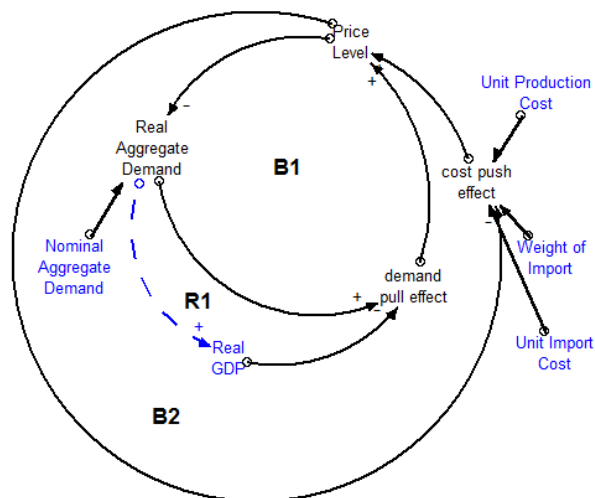 Price
Level
+
+
Unit Production
Cost
−
Real
Aggregate
Demand
B1
cost push
effect
−
Nominal
Aggregate
Demand
Weight of
Import
demand
pull effect
+
−
R1
+
Real
GDP
Unit Import
Cost
B2